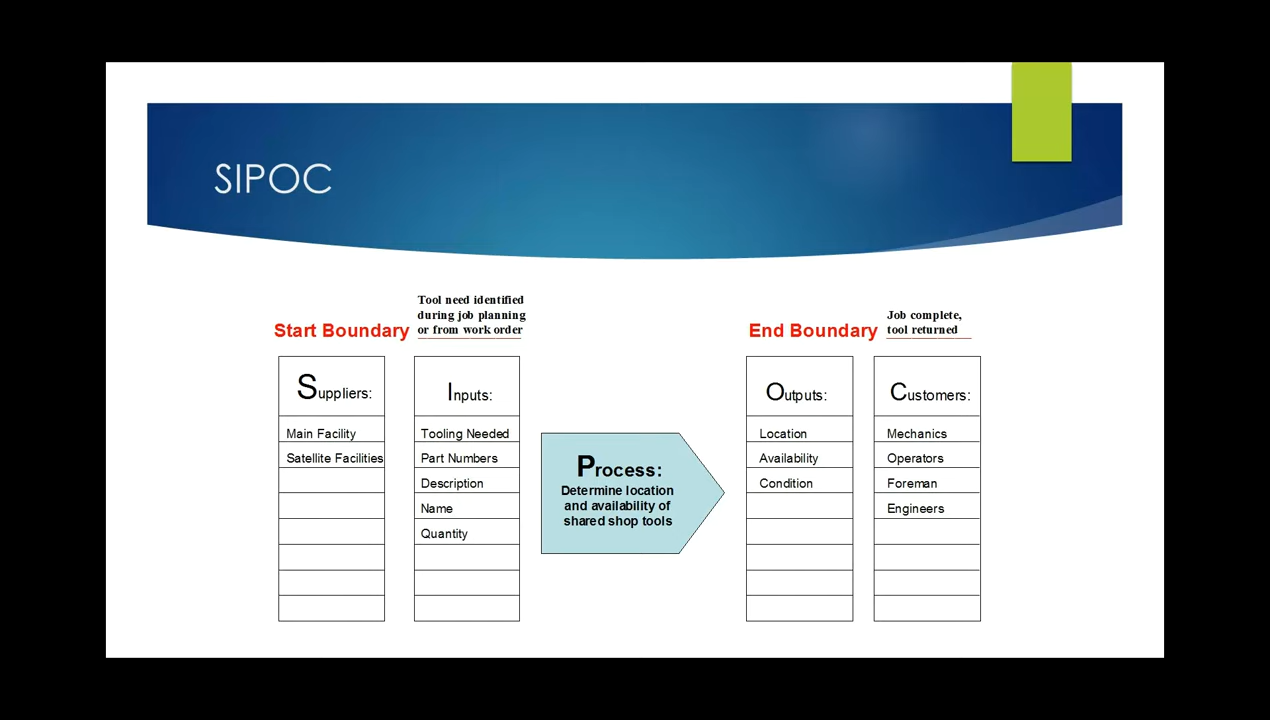 SIPOC
Tool need identified
during job planning
or from work order
Start Boundary
Job complete,
tool returned
End Boundary
Suppliers:
Main Facility
Satellite Facilities
Inputs:
Tooling Needed
Part Numbers
Description
Name
Quantity
Process:
Determine location
and availability of
shared shop tools
Outputs:
Location
Availability
Condition
Customers:
Mechanics
Operators
Foreman
Engineers